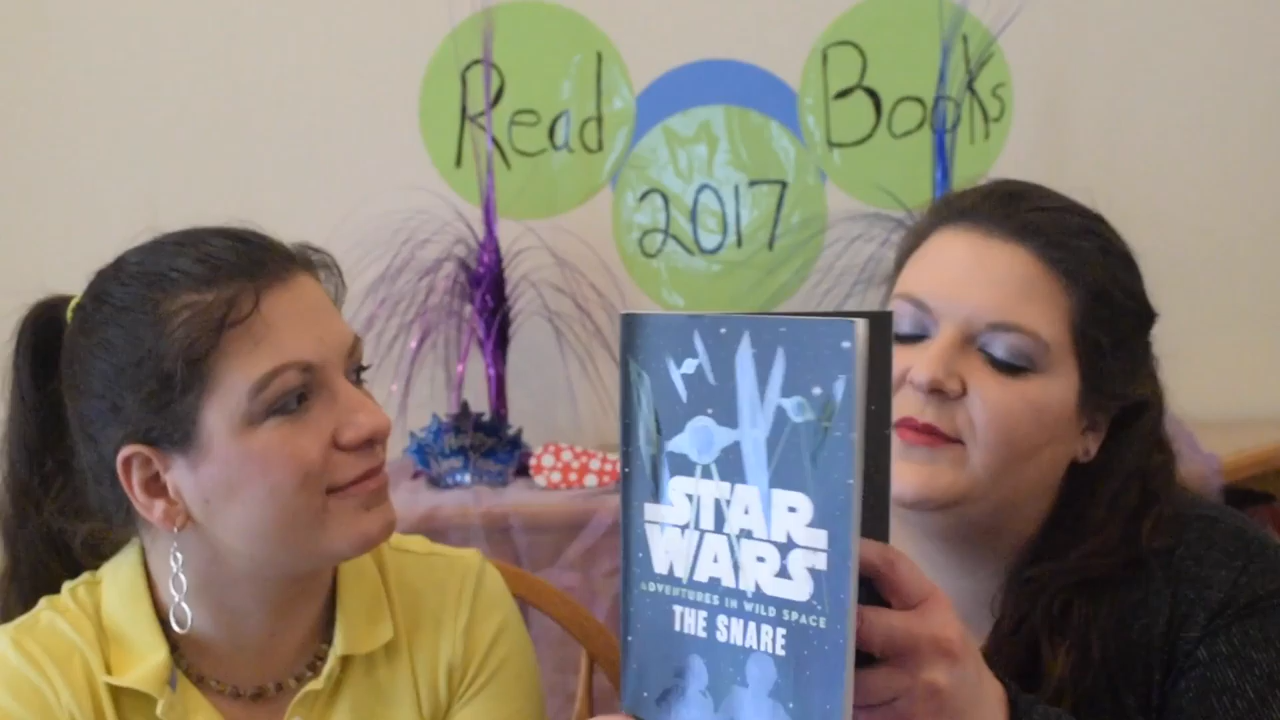 Read
Books
2017
STAR
WARS
ADVENTURES IN WILD SPACE
THE SNARE